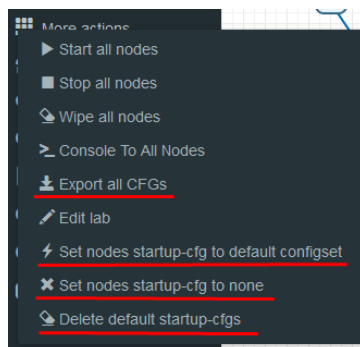 More actions
Start all nodes
Stop all nodes
Wipe all nodes
Console To All Nodes
Export all CFGs
Edit lab
Set nodes startup-cfg to default configset
Set nodes startup-cfg to none
Delete default startup-cfgs